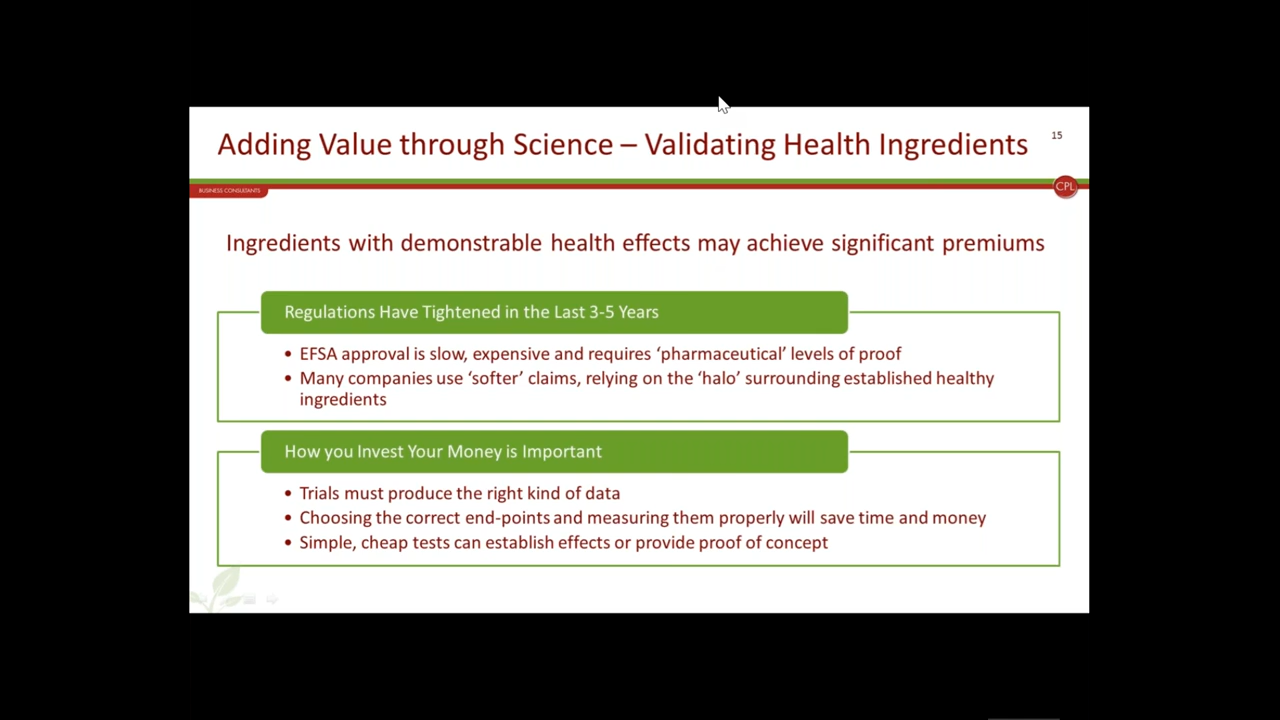 Adding Value through Science – Validating Health Ingredients
15
BUSINESS CONSULTANTS
CPL
Ingredients with demonstrable health effects may achieve significant premiums
Regulations Have Tightened in the Last 3-5 Years
• EFSA approval is slow, expensive and requires ‘pharmaceutical’ levels of proof
• Many companies use ‘softer’ claims, relying on the ‘halo’ surrounding established healthy
ingredients
How you Invest Your Money is Important
• Trials must produce the right kind of data
• Choosing the correct end-points and measuring them properly will save time and money
• Simple, cheap tests can establish effects or provide proof of concept